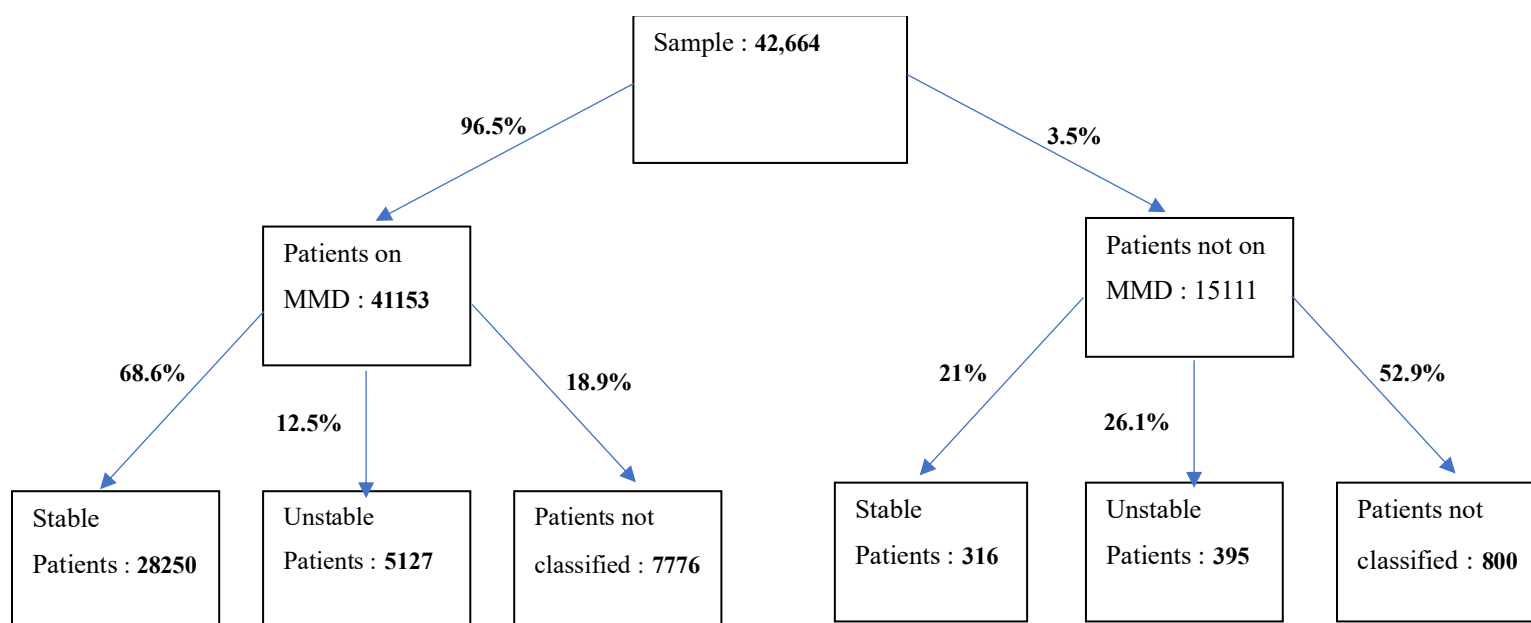 Sample : 42,664
96.5%
3.5%
Patients on
MMD : 41153
Patients not on
MMD : 15111
68.6%
12.5%
18.9%
21%
26.1%
52.9%
Stable
Patients : 28250
Unstable
Patients : 5127
Patients not
classified : 7776
Stable
Patients : 316
Unstable
Patients : 395
Patients not
classified : 800